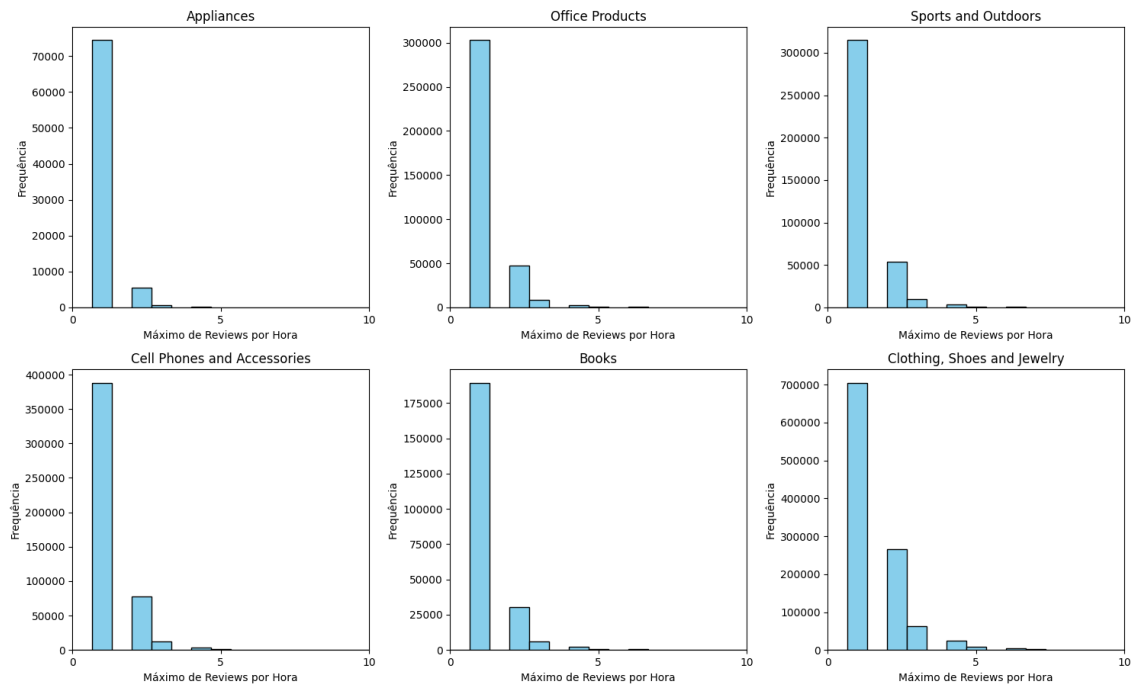 Appliances
70000
60000
50000
40000
30000
20000
10000
0
Frequência
0 5 10
Máximo de Reviews por Hora
Office Products
300000
250000
200000
150000
100000
50000
0
Frequência
0 5 10
Máximo de Reviews por Hora
Sports and Outdoors
300000
250000
200000
150000
100000
50000
0
Frequência
0 5 10
Máximo de Reviews por Hora
Cell Phones and Accessories
400000
350000
300000
250000
200000
150000
100000
50000
0
Frequência
0 5 10
Máximo de Reviews por Hora
Books
175000
150000
125000
100000
75000
50000
25000
0
Frequência
0 5 10
Máximo de Reviews por Hora
Clothing, Shoes and Jewelry
700000
600000
500000
400000
300000
200000
100000
0
Frequência
0 5 10
Máximo de Reviews por Hora